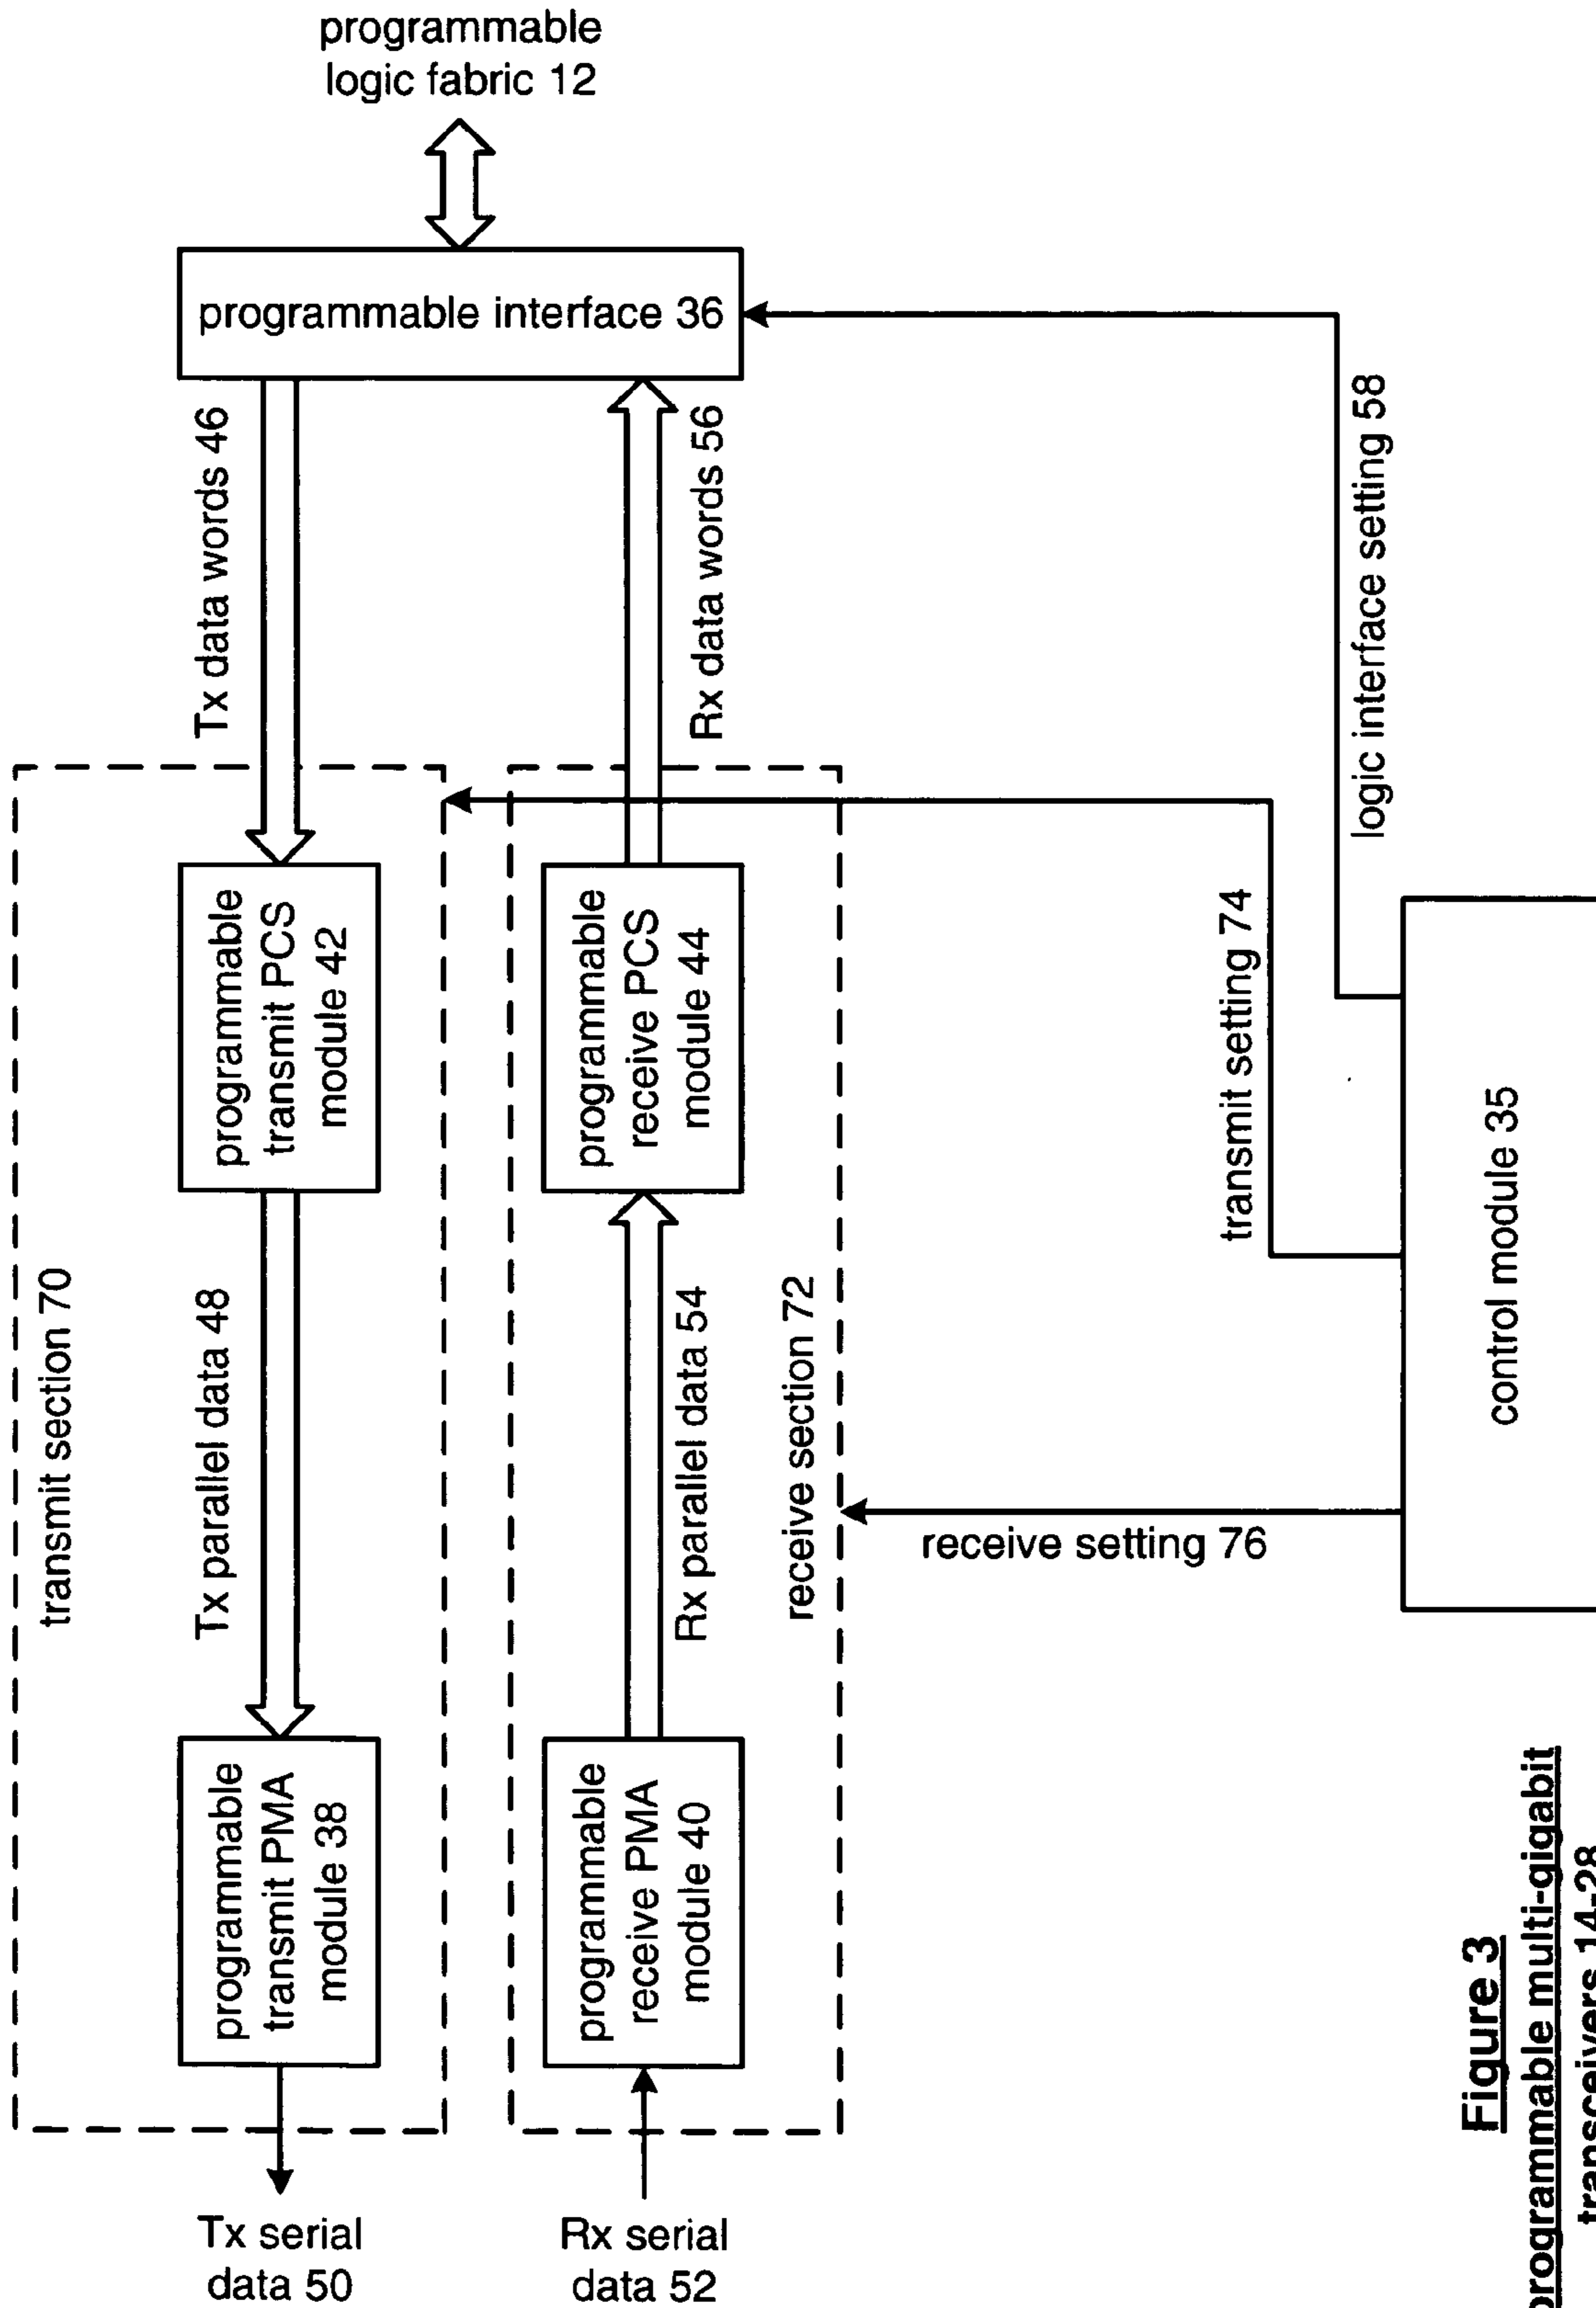 programmable
logic fabric 12
programmable interface 36
Tx data words 46
Rx data words 56
logic interface setting 58
programmable
transmit PCS
module 42
programmable
receive PCS
module 44
transmit setting 74
transmit section 70
Tx parallel data 48
Rx parallel data 54
receive section 72
receive setting 76
control module 35
programmable
transmit PMA
module 38
programmable
receive PMA
module 40
Tx serial
data 50
Rx serial
data 52
Figure 3
programmable multi-gigabit
transceivers 14-28